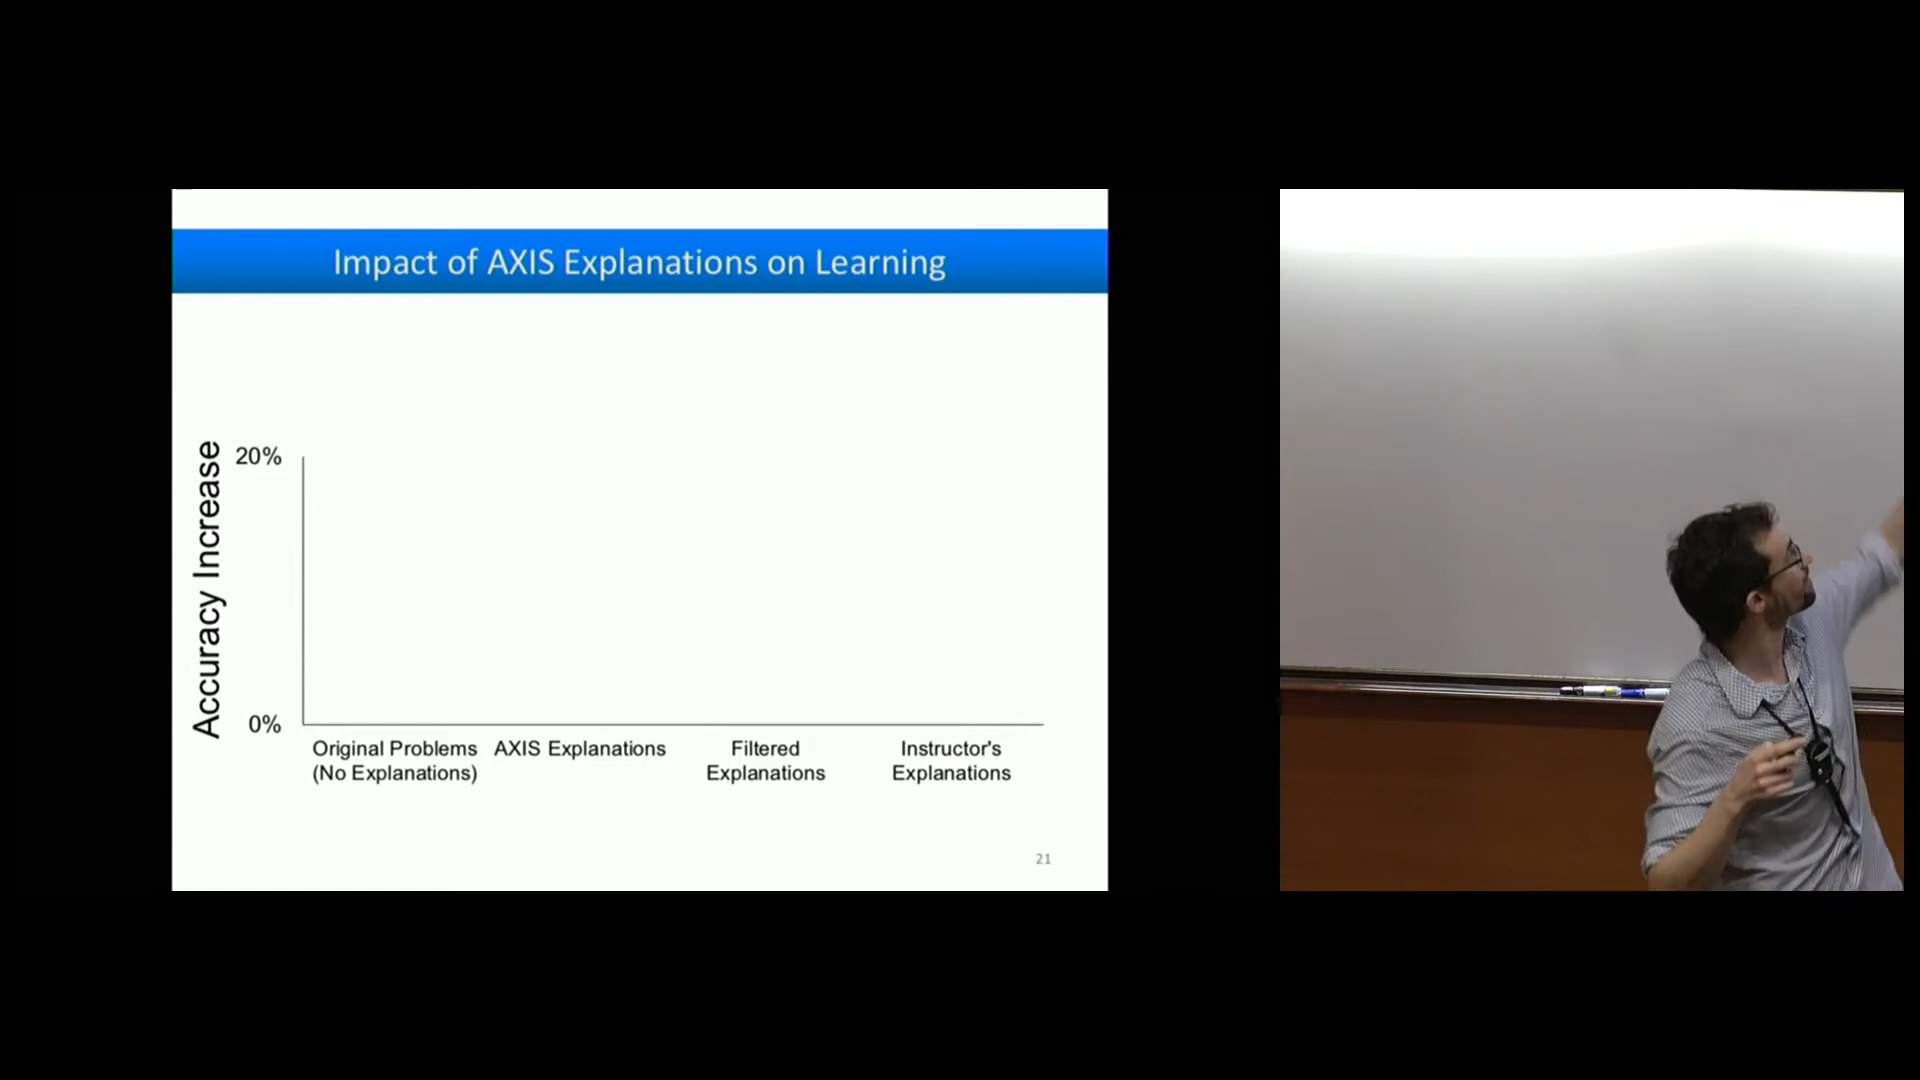 Impact of AXIS Explanations on Learning
Accuracy Increase
20%
0%
Original Problems
(No Explanations)
AXIS Explanations
Filtered
Explanations
Instructor's
Explanations
21